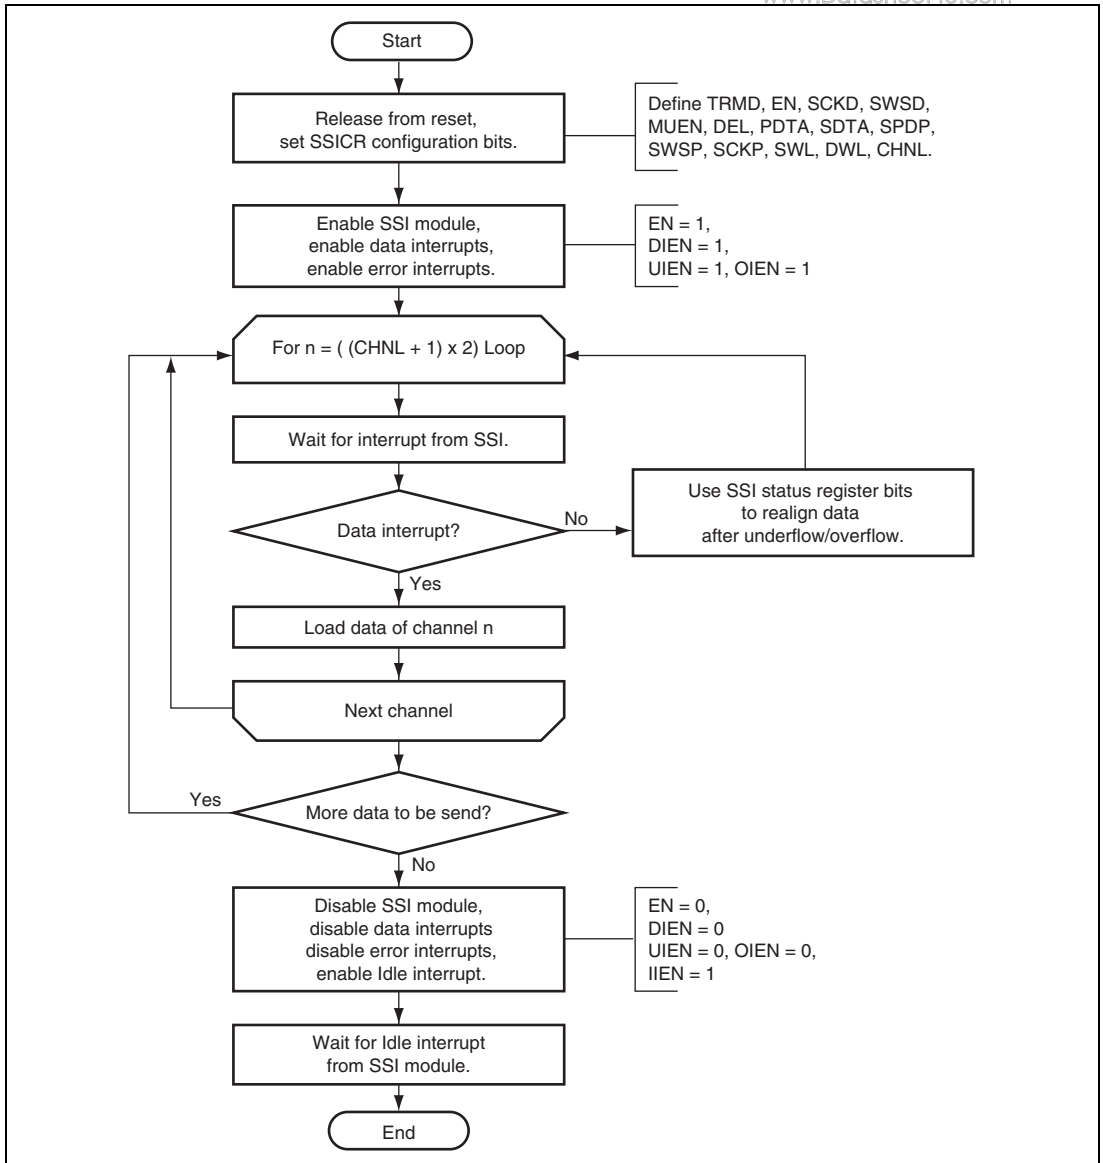 Start
Release from reset,
set SSICR configuration bits.
Define TRMD, EN, SCKD, SWSD,
MUEN, DEL, PDTA, SDTA, SPDP,
SWSP, SCKP, SWL, DWL, CHNL.
Enable SSI module,
enable data interrupts,
enable error interrupts.
EN = 1,
DIEN = 1,
UIEN = 1, OIEN = 1
For n = ( (CHNL + 1) x 2) Loop
Wait for interrupt from SSI.
Data interrupt?
No
Use SSI status register bits
to realign data
after underflow/overflow.
Yes
Load data of channel n
Next channel
Yes
More data to be send?
No
Disable SSI module,
disable data interrupts
disable error interrupts,
enable Idle interrupt.
EN = 0,
DIEN = 0
UIEN = 0, OIEN = 0,
IIEN = 1
Wait for Idle interrupt
from SSI module.
End